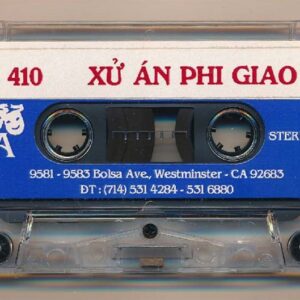 410 XỬ ÁN PHI GIAO
A
STER
9581 - 9583 Bolsa Ave., Westminster - CA 92683
ĐT : (714) 531 4284 - 531 6880